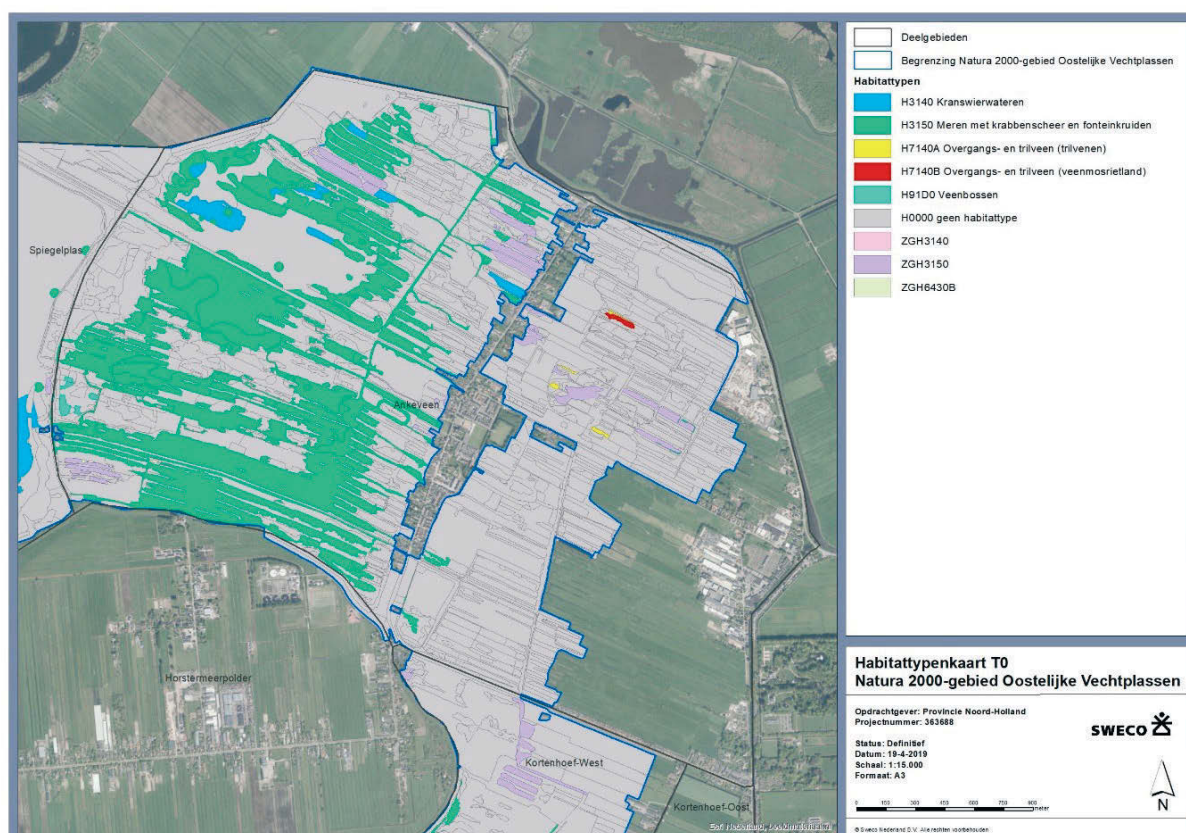 Deelgebieden
Begrenzing Natura 2000-gebied Oostelijke Vechtplassen
Habitattypen
H3140 Kranswierwateren
H3150 Meren met krabbenscheer en fonteinkruiden
H7140A Overgangs- en trilveen (trilvenen)
H7140B Overgangs- en trilveen (veenmosrietland)
H91D0 Veenbossen
H0000 geen habitattype
ZGH3140
ZGH3150
ZGH6430B
Spiegelplas
Ankeveen
Horstermeerpolder
Kortenhoef-West
Kortenhoef-Oost
Esri Nederland,
Habitattypenkaart T0
Natura 2000-gebied Oostelijke Vechtplassen
Opdrachtgever: Provincie Noord-Holland
Projectnummer: 363688
Status: Definitief
Datum: 19-4-2019
Schaal: 1:15.000
Formaat: A3
SWECO
0 150 300 450 600 750 900
meter
N
© Sweco Nederland B.V. Alle rechten voorbehouden